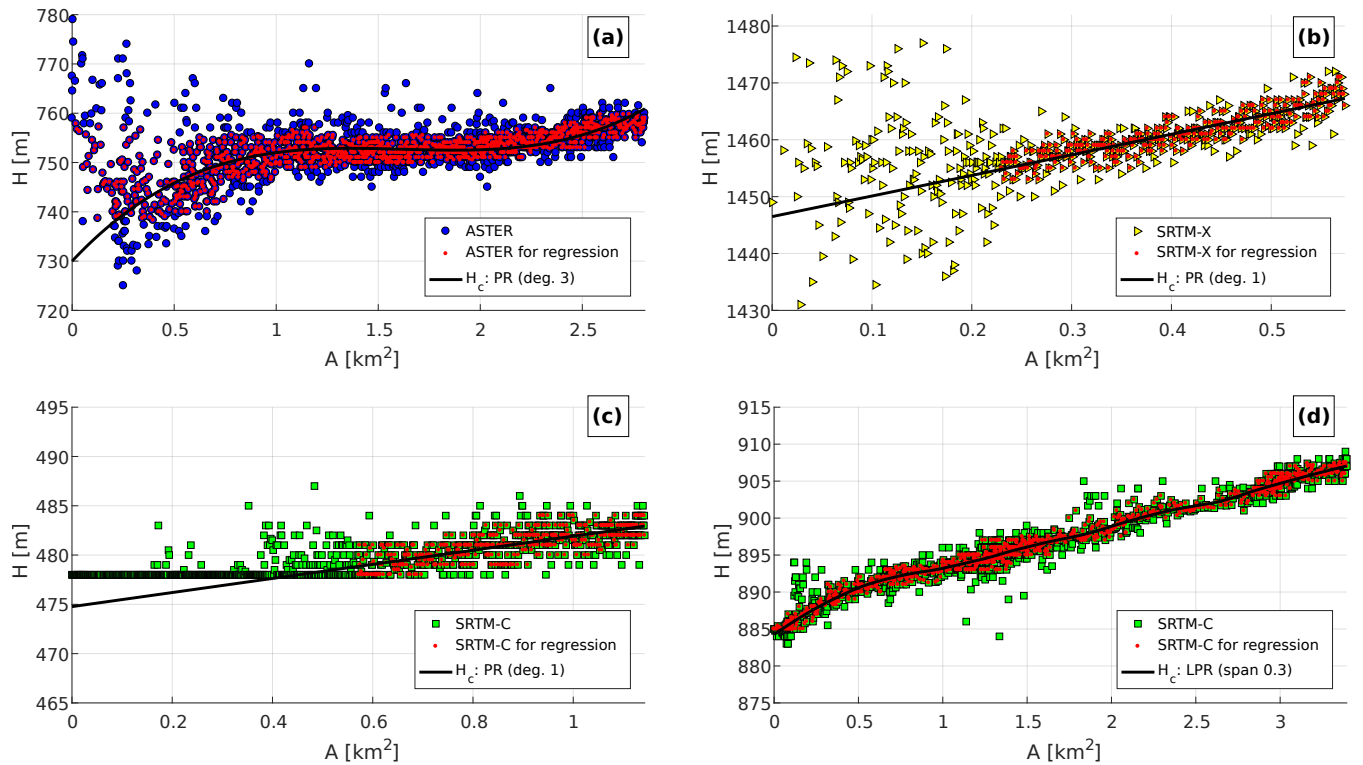 (a)
H [m]
780
770
760
750
740
730
720
0
0.5
1
1.5
2
2.5
A [km²]
ASTER
ASTER for regression
H_c: PR (deg. 3)
(b)
H [m]
1480
1470
1460
1450
1440
1430
0
0.1
0.2
0.3
0.4
0.5
A [km²]
SRTM-X
SRTM-X for regression
H_c: PR (deg. 1)
(c)
H [m]
495
490
485
480
475
470
465
0
0.2
0.4
0.6
0.8
1
A [km²]
SRTM-C
SRTM-C for regression
H_c: PR (deg. 1)
(d)
H [m]
915
910
905
900
895
890
885
880
875
0
0.5
1
1.5
2
2.5
3
A [km²]
SRTM-C
SRTM-C for regression
H_c: LPR (span 0.3)